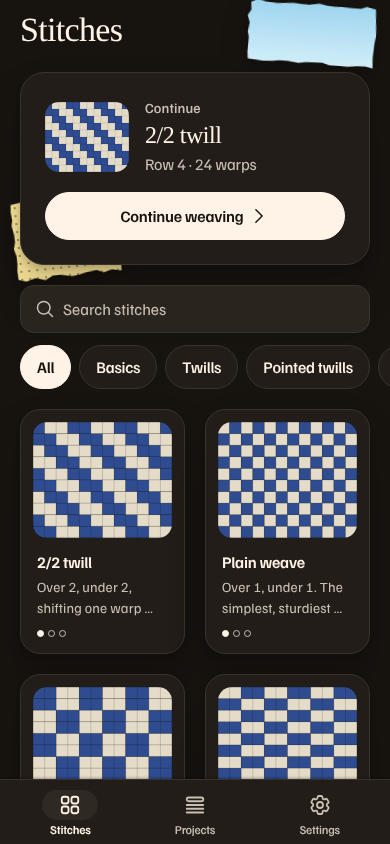 Stitches
Continue
2/2 twill
Row 4 · 24 warps
Continue weaving
Search stitches
All
Basics
Twills
Pointed twills
2/2 twill
Over 2, under 2,
shifting one warp ...
Plain weave
Over 1, under 1. The
simplest, sturdiest ...
Stitches
Projects
Settings